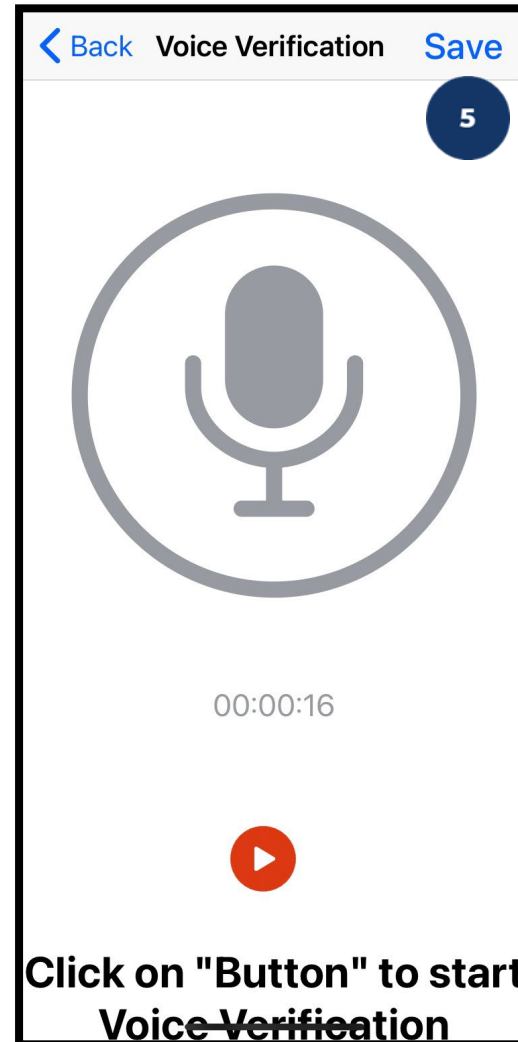 Back Voice Verification Save
5
00:00:16
Click on "Button" to start
Voice Verification